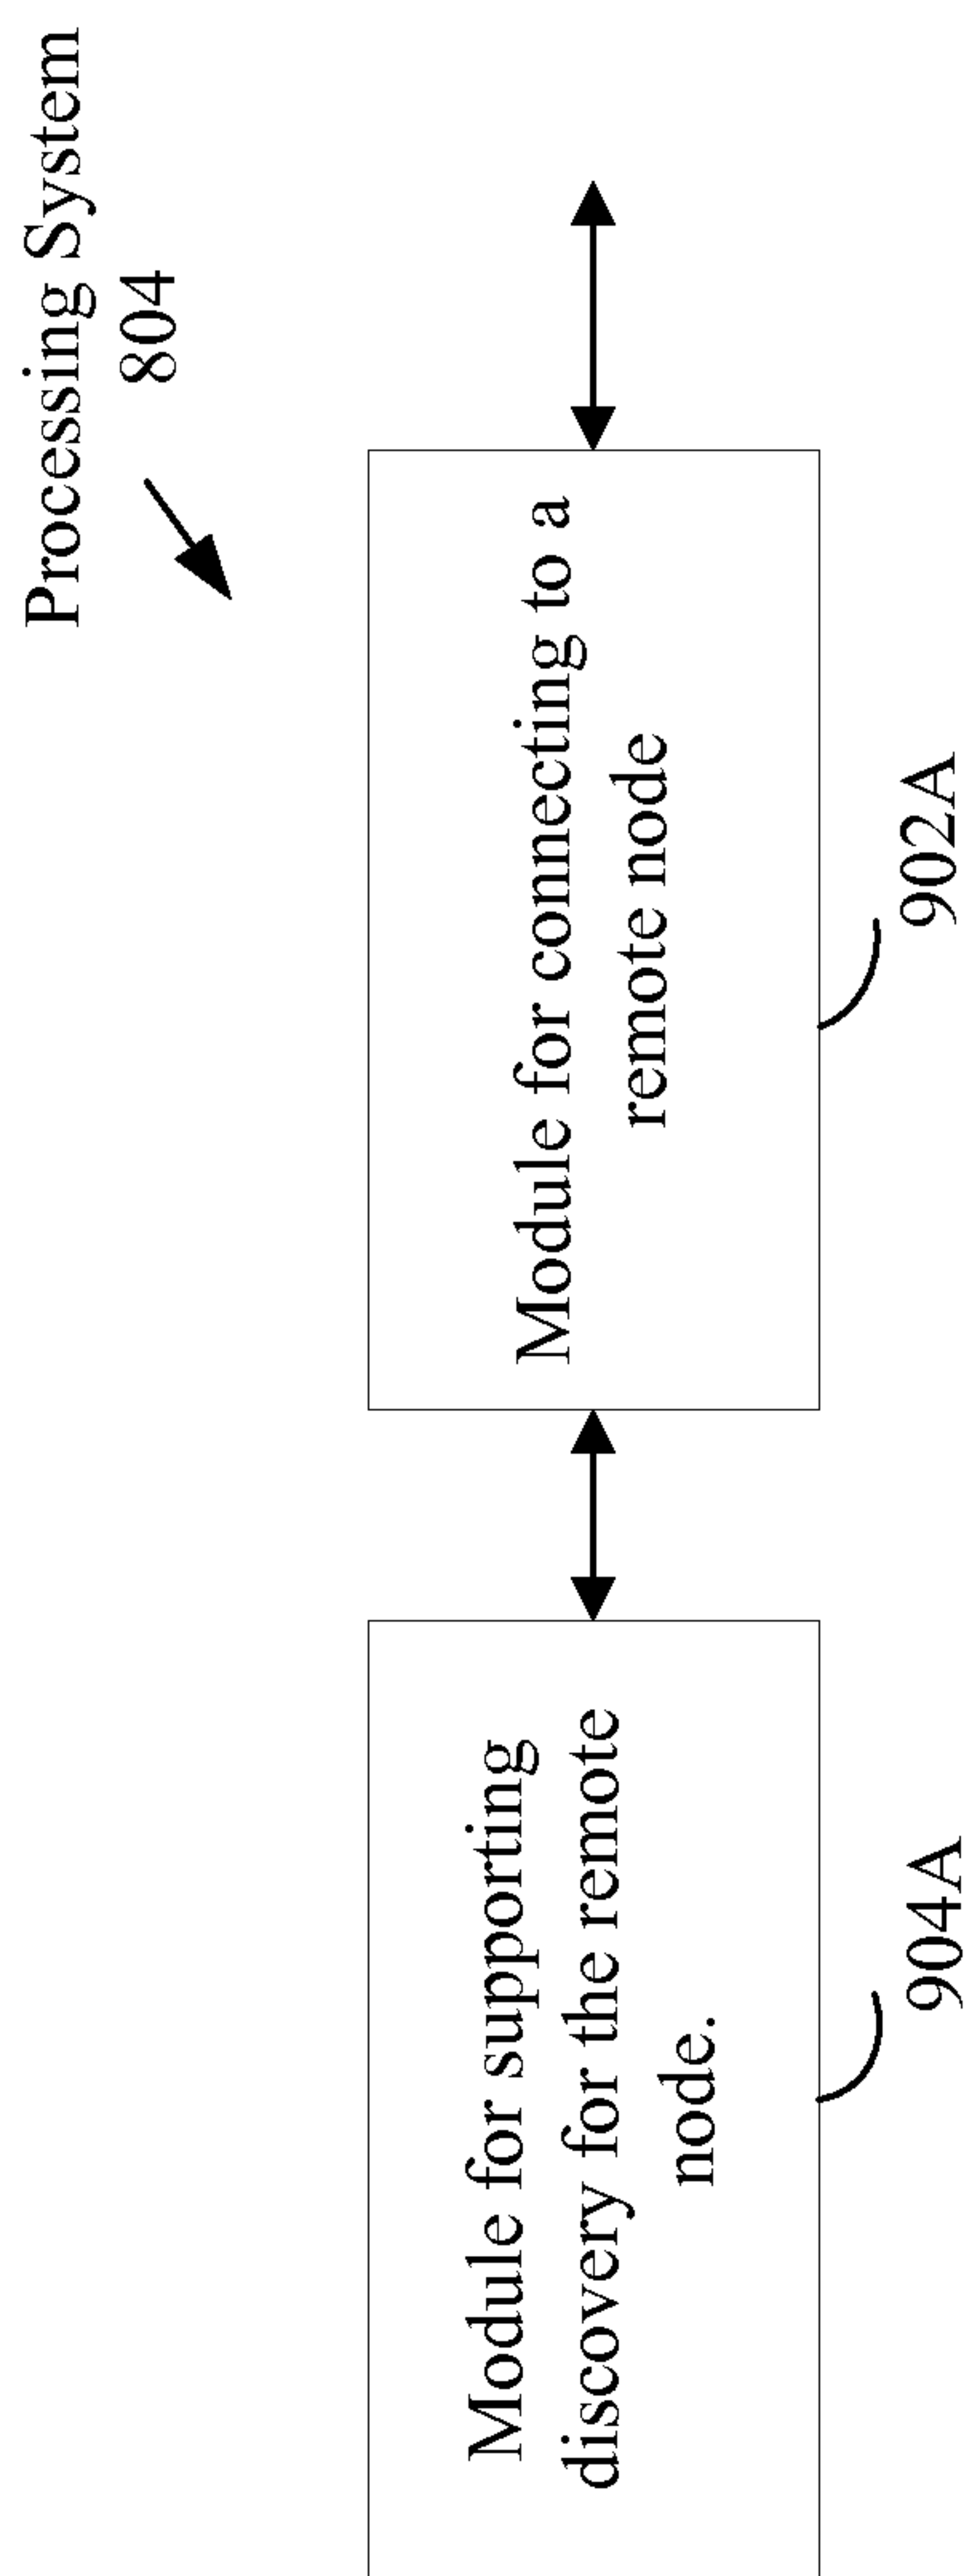 Processing System
804
Module for supporting
discovery for the remote
node.
904A
Module for connecting to a
remote node
902A